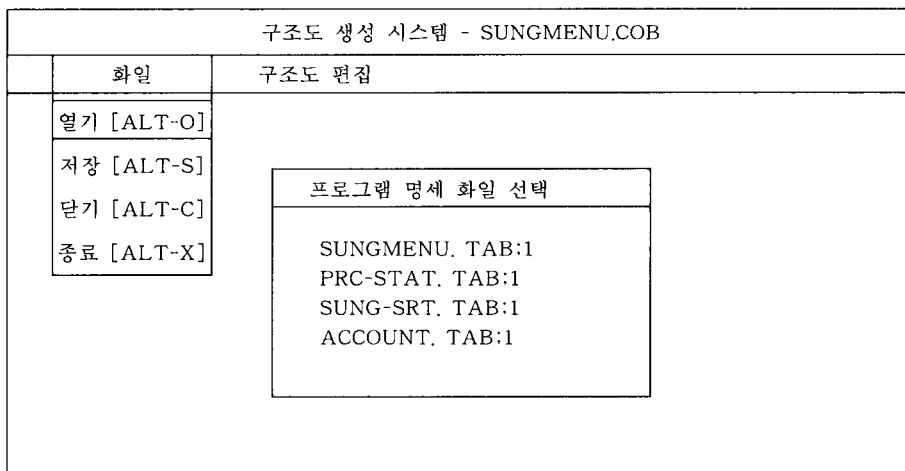 구조도 생성 시스템 - SUNGMENU.COB
화일 구조도 편집
열기 [ALT-O]
저장 [ALT-S]
닫기 [ALT-C]
종료 [ALT-X]
프로그램 명세 화일 선택
SUNGMENU. TAB;1
PRC-STAT. TAB;1
SUNG-SRT. TAB;1
ACCOUNT. TAB;1